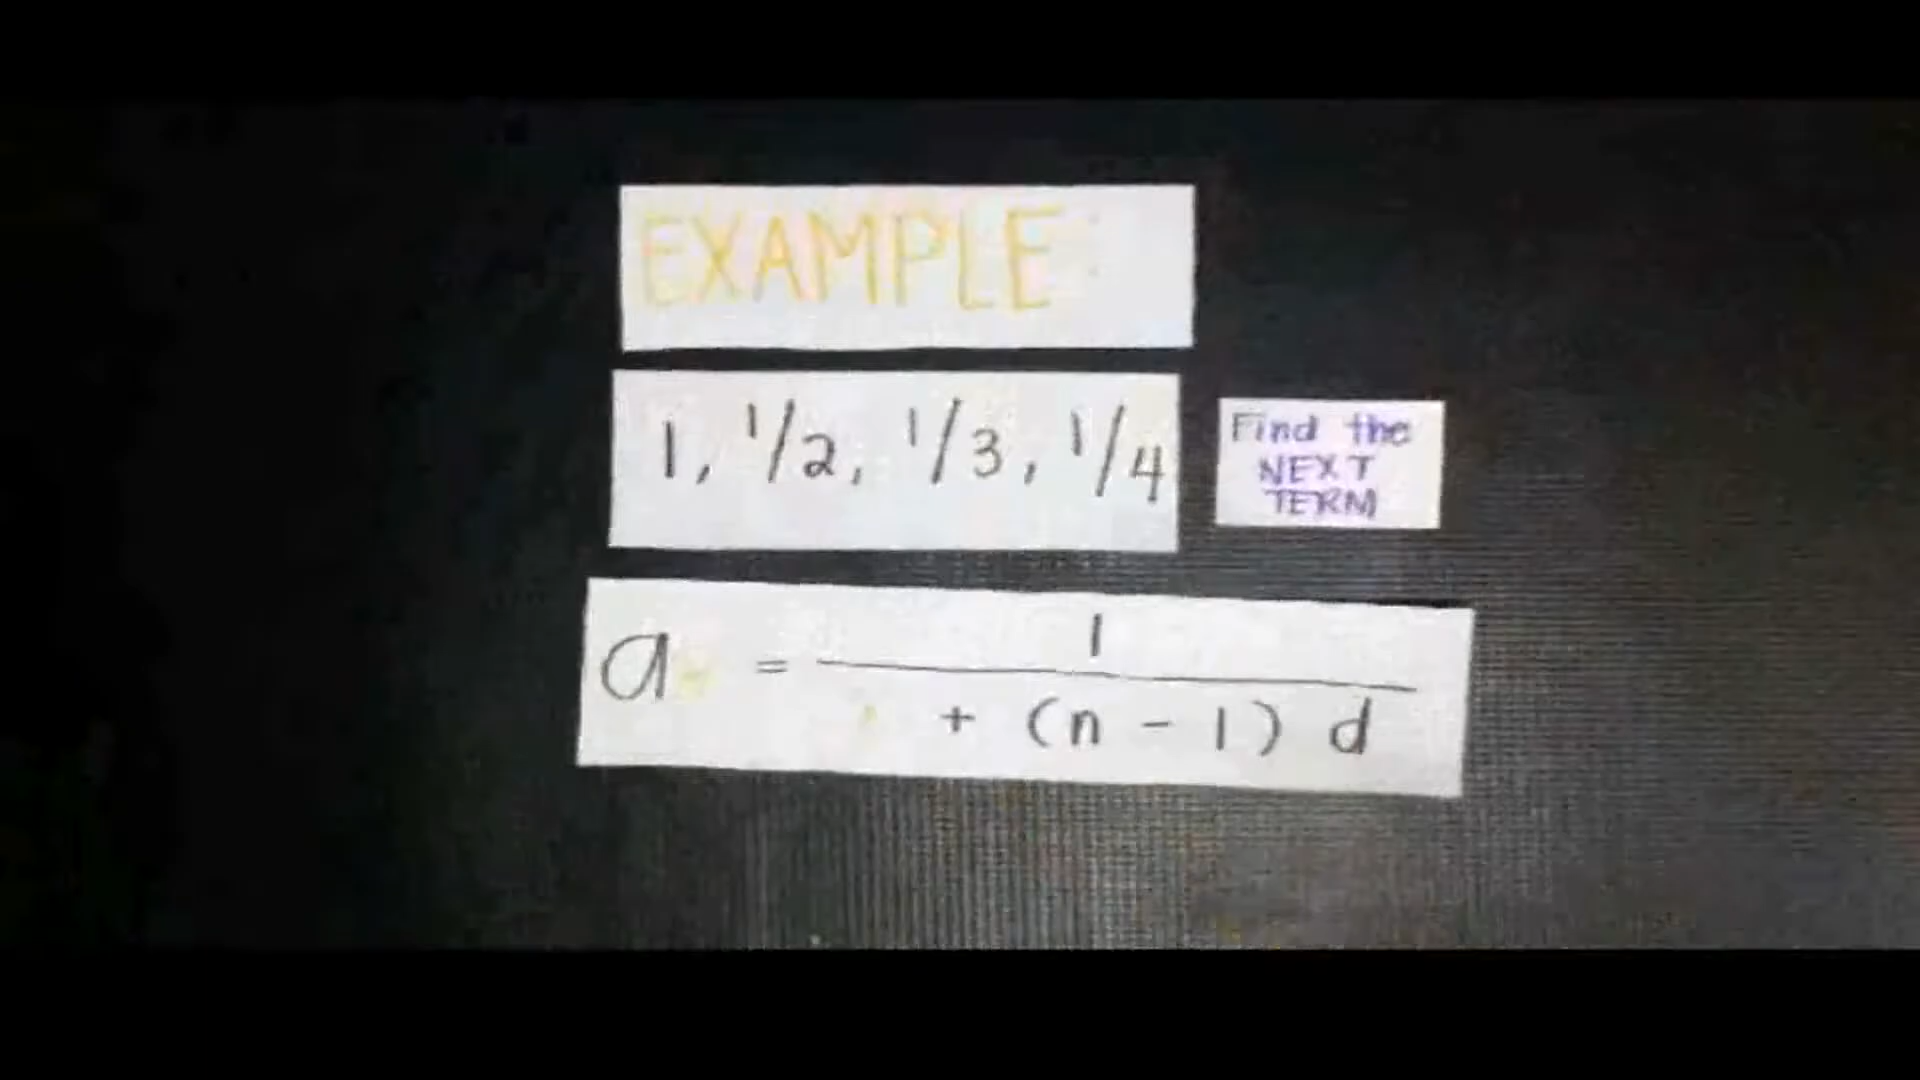 EXAMPLE:
1, 1/2, 1/3, 1/4
Find the
NEXT
TERM
a = 1
+ (n - 1) d